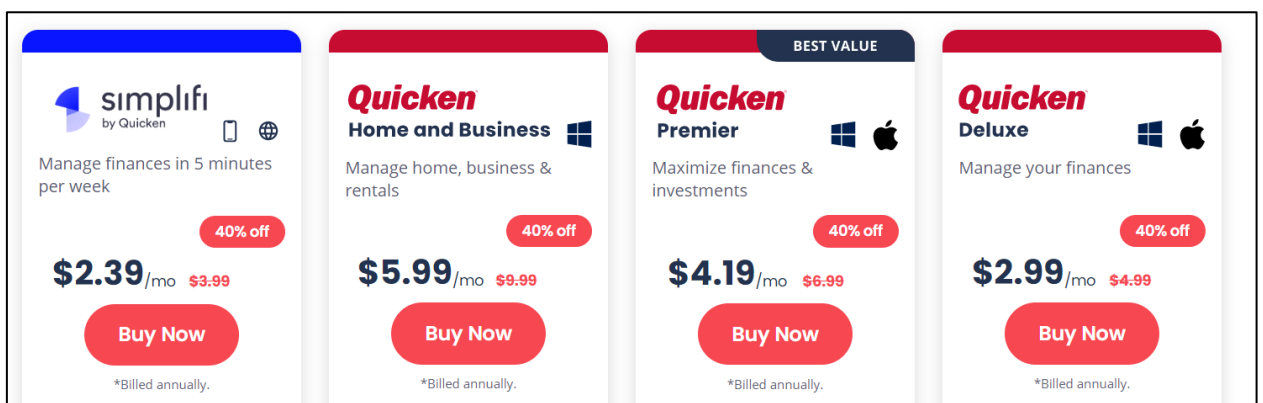 simplifi
by Quicken
Manage finances in 5 minutes
per week
40% off
$2.39/mo $3.99
Buy Now
*Billed annually.
Quicken
Home and Business
Manage home, business &
rentals
40% off
$5.99/mo $9.99
Buy Now
*Billed annually.
BEST VALUE
Quicken
Premier
Maximize finances &
investments
40% off
$4.19/mo $6.99
Buy Now
*Billed annually.
Quicken
Deluxe
Manage your finances
40% off
$2.99/mo $4.99
Buy Now
*Billed annually.